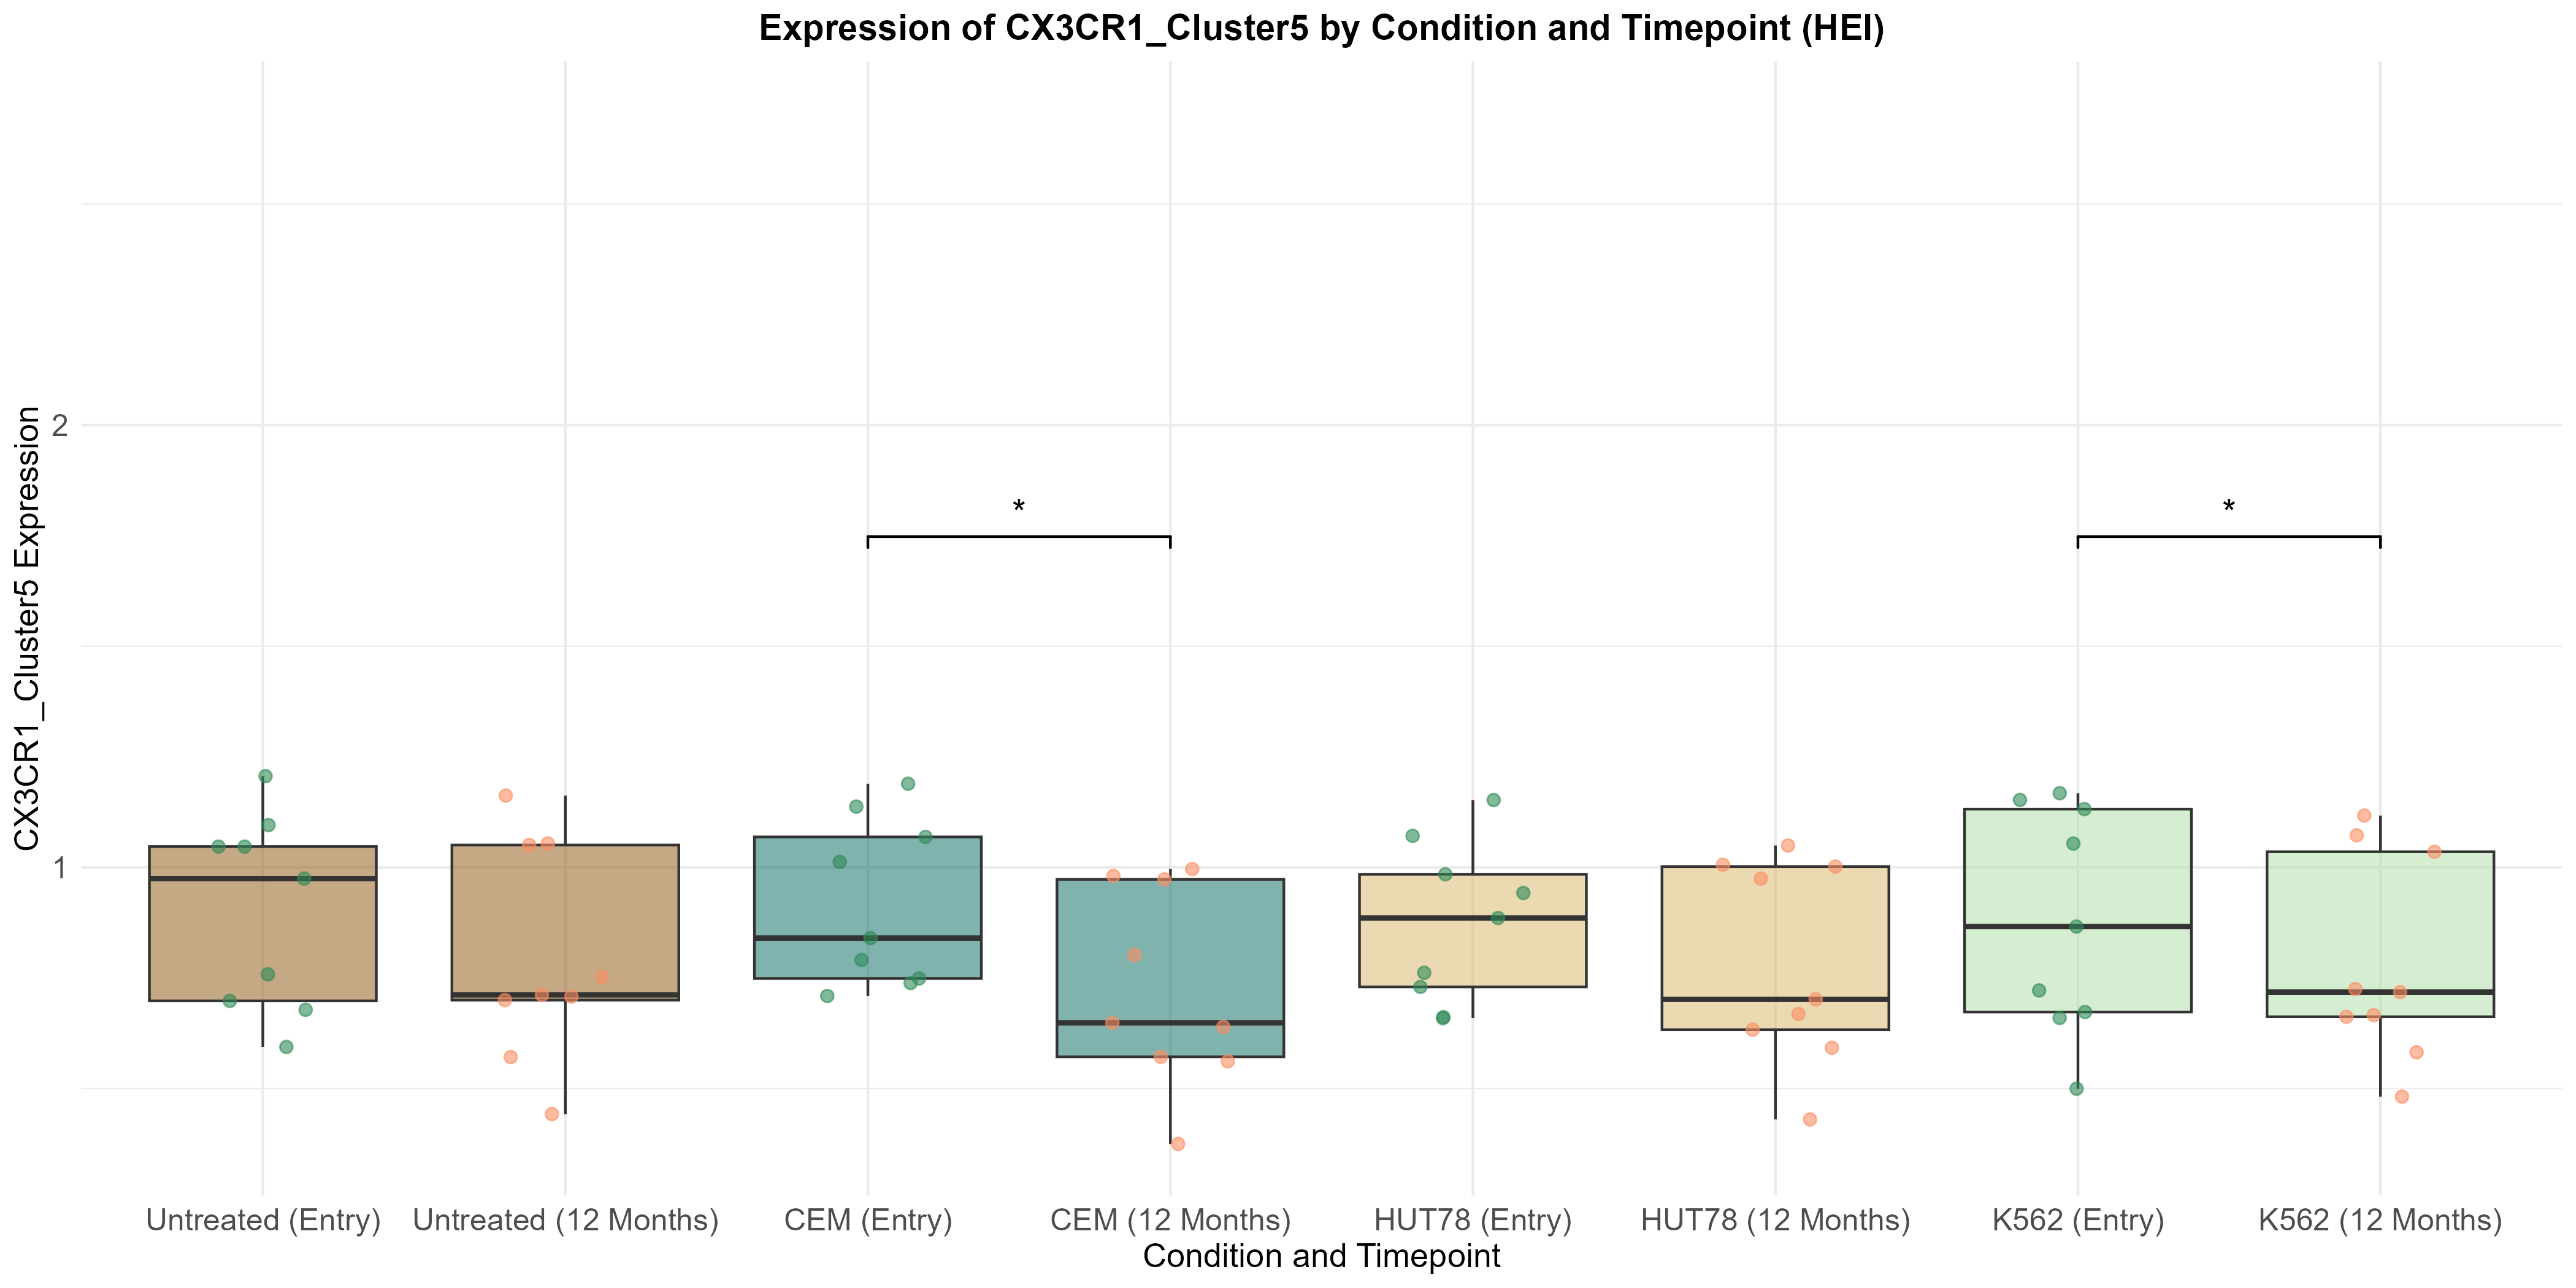 Expression of CX3CR1_Cluster5 by Condition and Timepoint (HEI)
CX3CR1_Cluster5 Expression
2
1
*
*
Untreated (Entry)
Untreated (12 Months)
CEM (Entry)
CEM (12 Months)
HUT78 (Entry)
HUT78 (12 Months)
K562 (Entry)
K562 (12 Months)
Condition and Timepoint